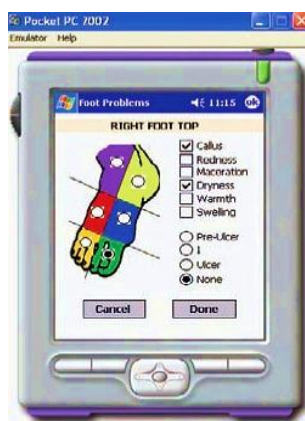 Pocket PC 2002
Emulator Help
Foot Problems 11:15 ok
RIGHT FOOT TOP
Callus
Redness
Maceration
Dryness
Warmth
Swelling
Pre-Ulcer
I
Ulcer
None
Cancel Done